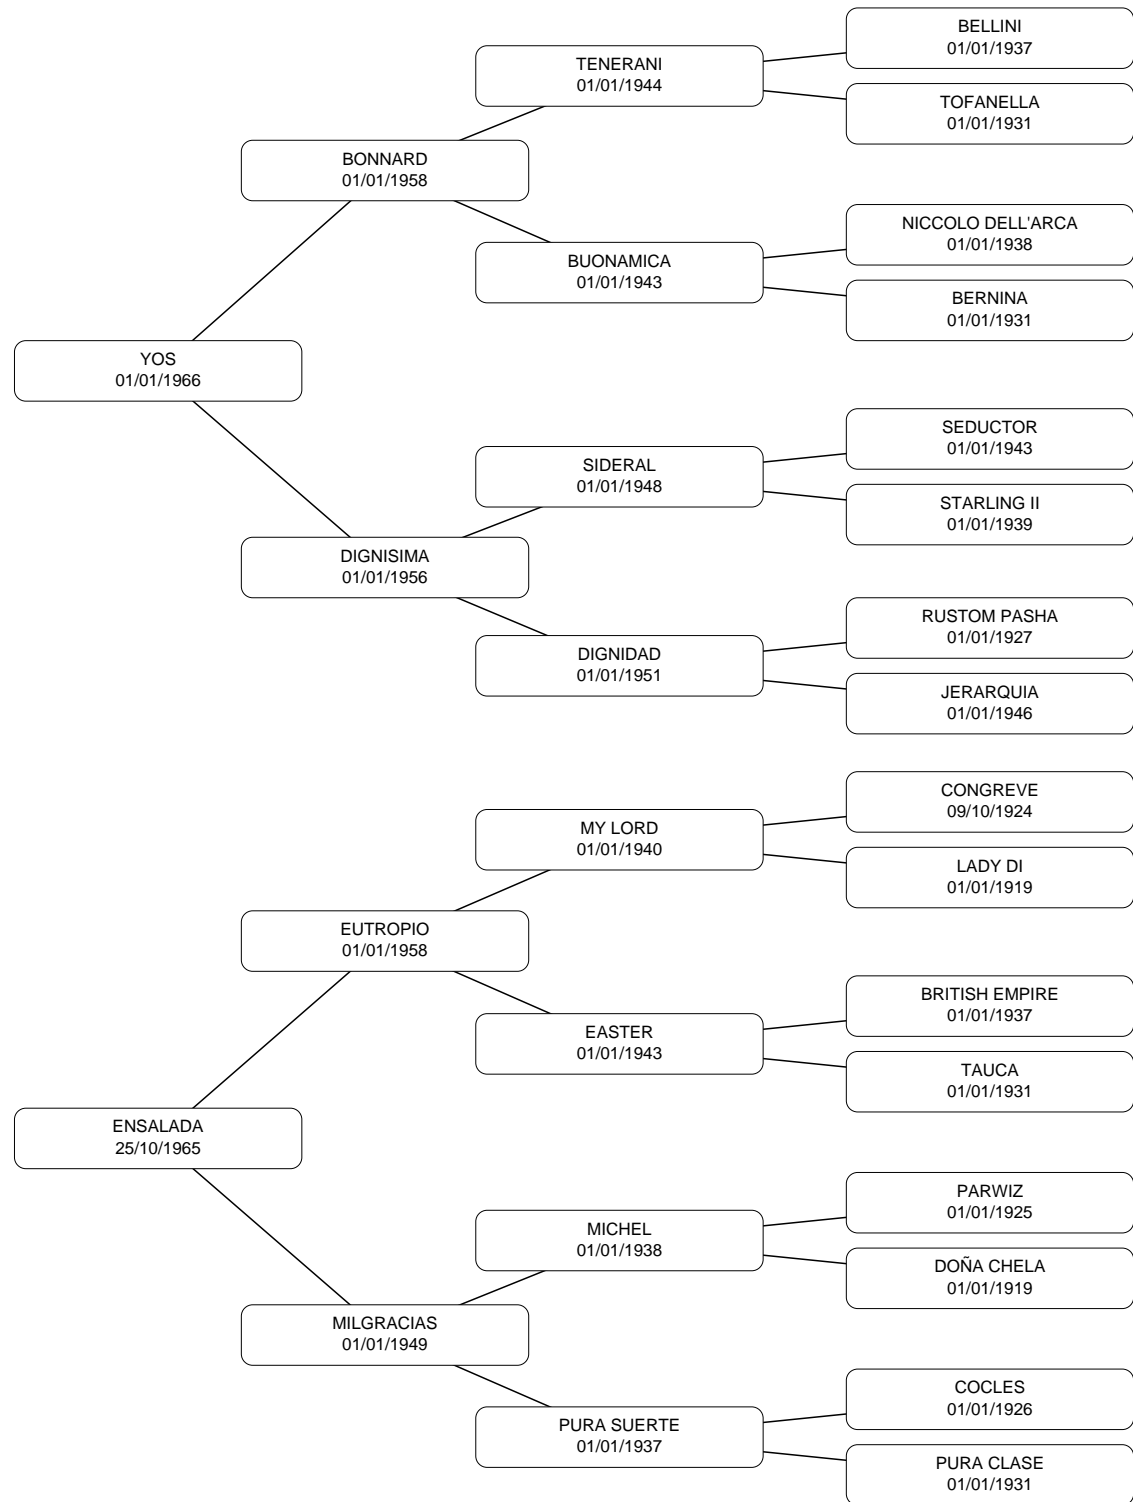 BELLINI
01/01/1937
TENERANI
01/01/1944
TOFANELLA
01/01/1931
BONNARD
01/01/1958
NICCOLO DELL'ARCA
01/01/1938
BUONAMICA
01/01/1943
BERNINA
01/01/1931
YOS
01/01/1966
SEDUCTOR
01/01/1943
SIDERAL
01/01/1948
STARLING II
01/01/1939
DIGNISIMA
01/01/1956
RUSTOM PASHA
01/01/1927
DIGNIDAD
01/01/1951
JERARQUIA
01/01/1946
CONGREVE
09/10/1924
MY LORD
01/01/1940
LADY DI
01/01/1919
EUTROPIO
01/01/1958
BRITISH EMPIRE
01/01/1937
EASTER
01/01/1943
TAUCA
01/01/1931
ENSALADA
25/10/1965
PARWIZ
01/01/1925
MICHEL
01/01/1938
DOÑA CHELA
01/01/1919
MILGRACIAS
01/01/1949
COCLES
01/01/1926
PURA SUERTE
01/01/1937
PURA CLASE
01/01/1931